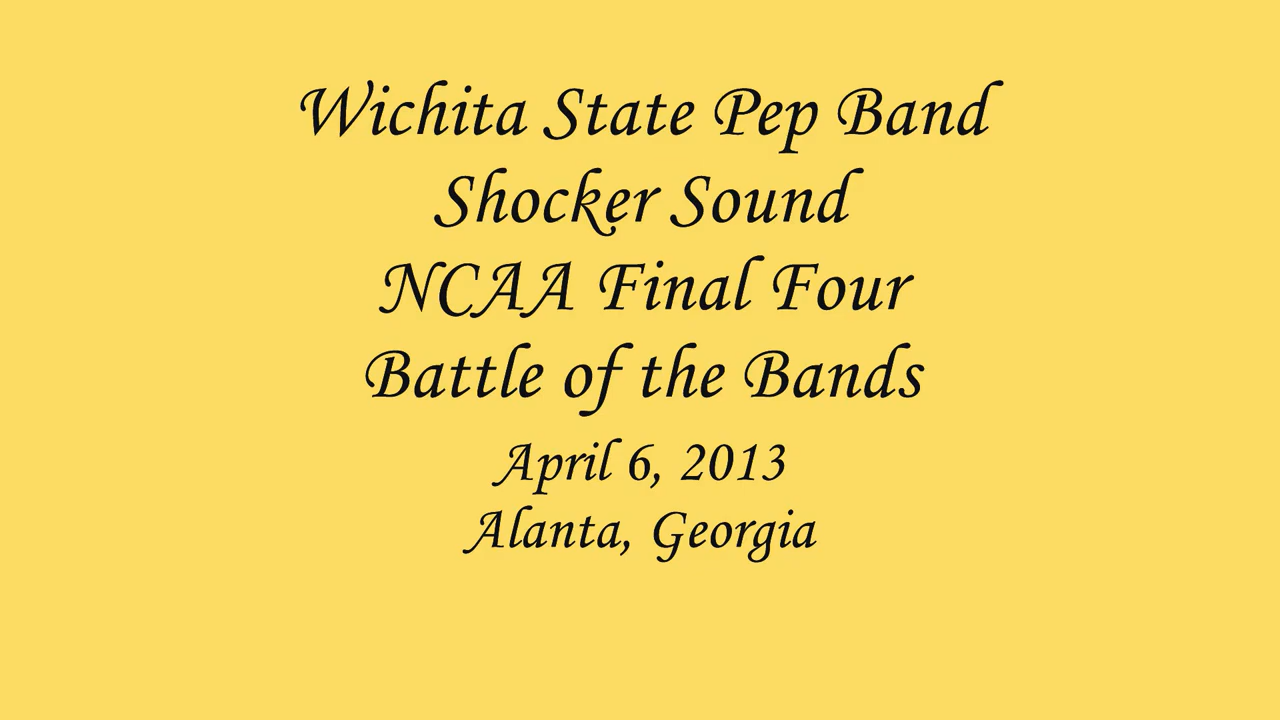 Wichita State Pep Band
Shocker Sound
NCAA Final Four
Battle of the Bands
April 6, 2013
Alanta, Georgia